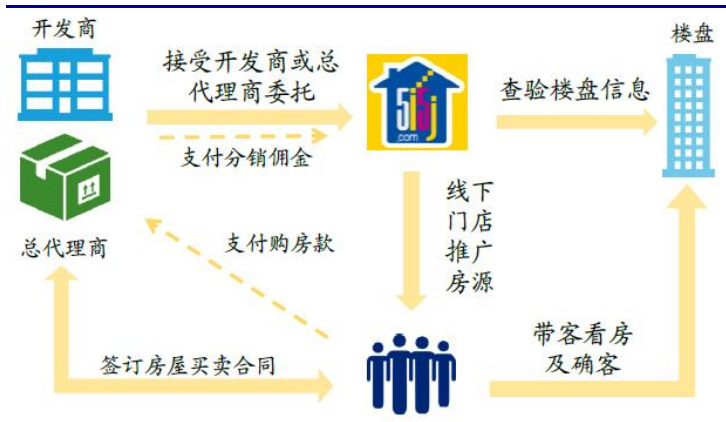 开发商
楼盘
接受开发商或总
代理商委托
5i5j
.com
查验楼盘信息
支付分销佣金
线下
门店
推广
房源
支付购房款
总代理商
带客看房
及确客
签订房屋买卖合同